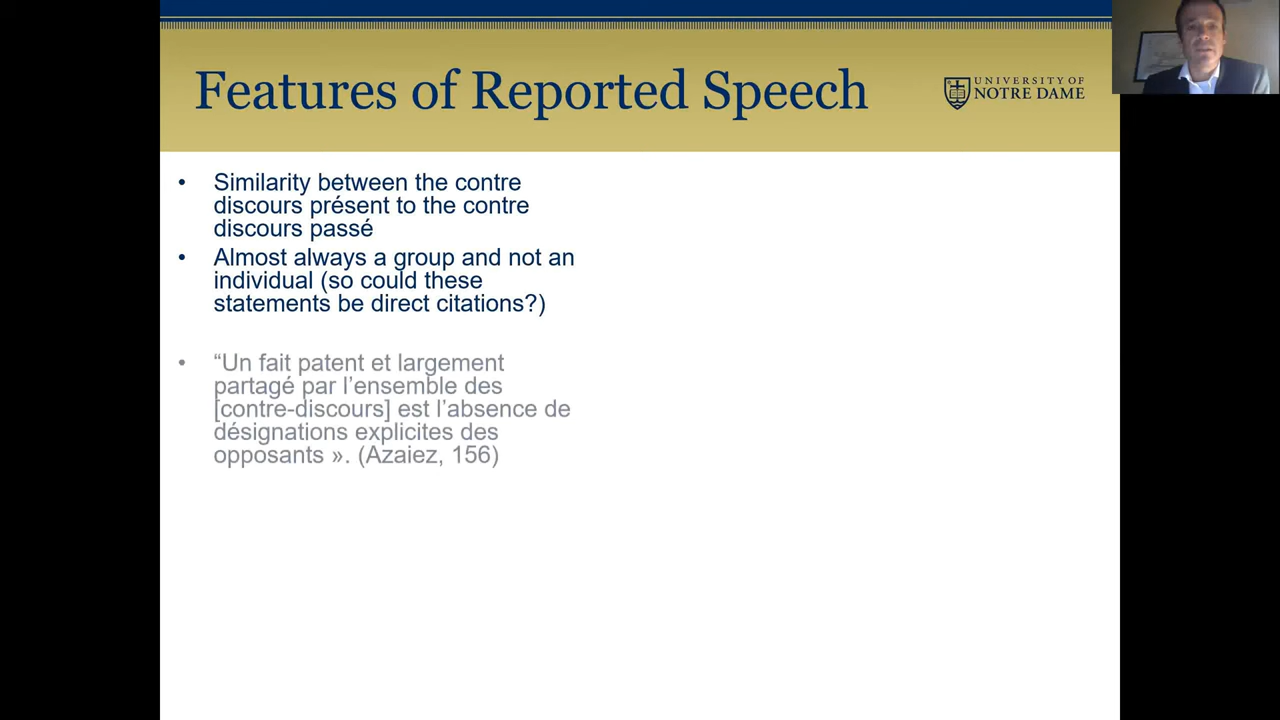 Features of Reported Speech
UNIVERSITY OF
NOTRE DAME
• Similarity between the contre
discours présent to the contre
discours passé
• Almost always a group and not an
individual (so could these
statements be direct citations?)
• “Un fait patent et largement
partagé par l’ensemble des
[contre-discours] est l’absence de
désignations explicites des
opposants ». (Azaiez, 156)